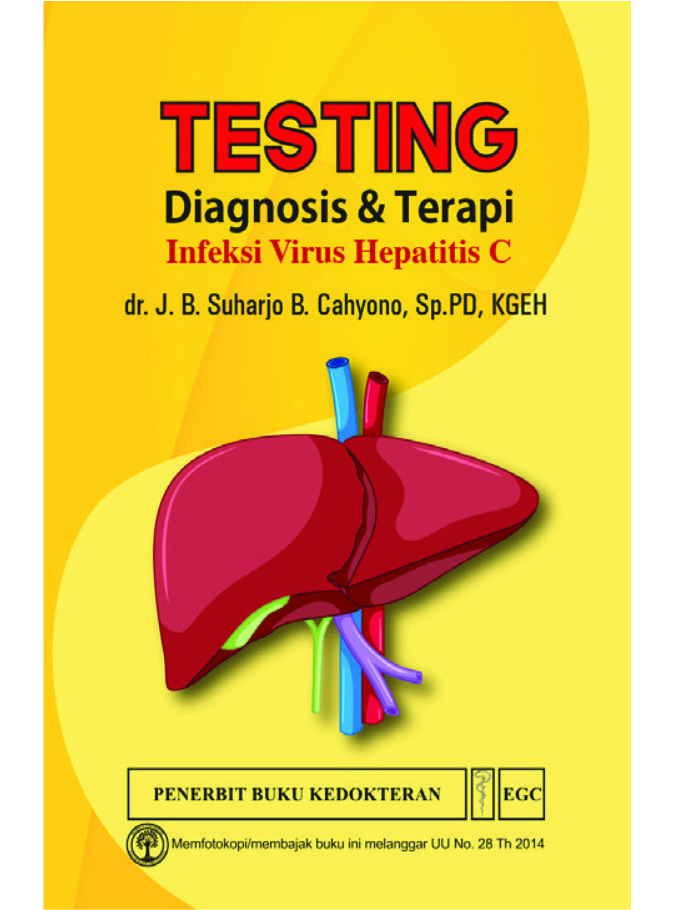 TESTING
Diagnosis & Terapi
Infeksi Virus Hepatitis C
dr. J. B. Suharjo B. Cahyono, Sp.PD, KGEH
PENERBIT BUKU KEDOKTERAN EGC
Memfotokopi/membajak buku ini melanggar UU No. 28 Th 2014